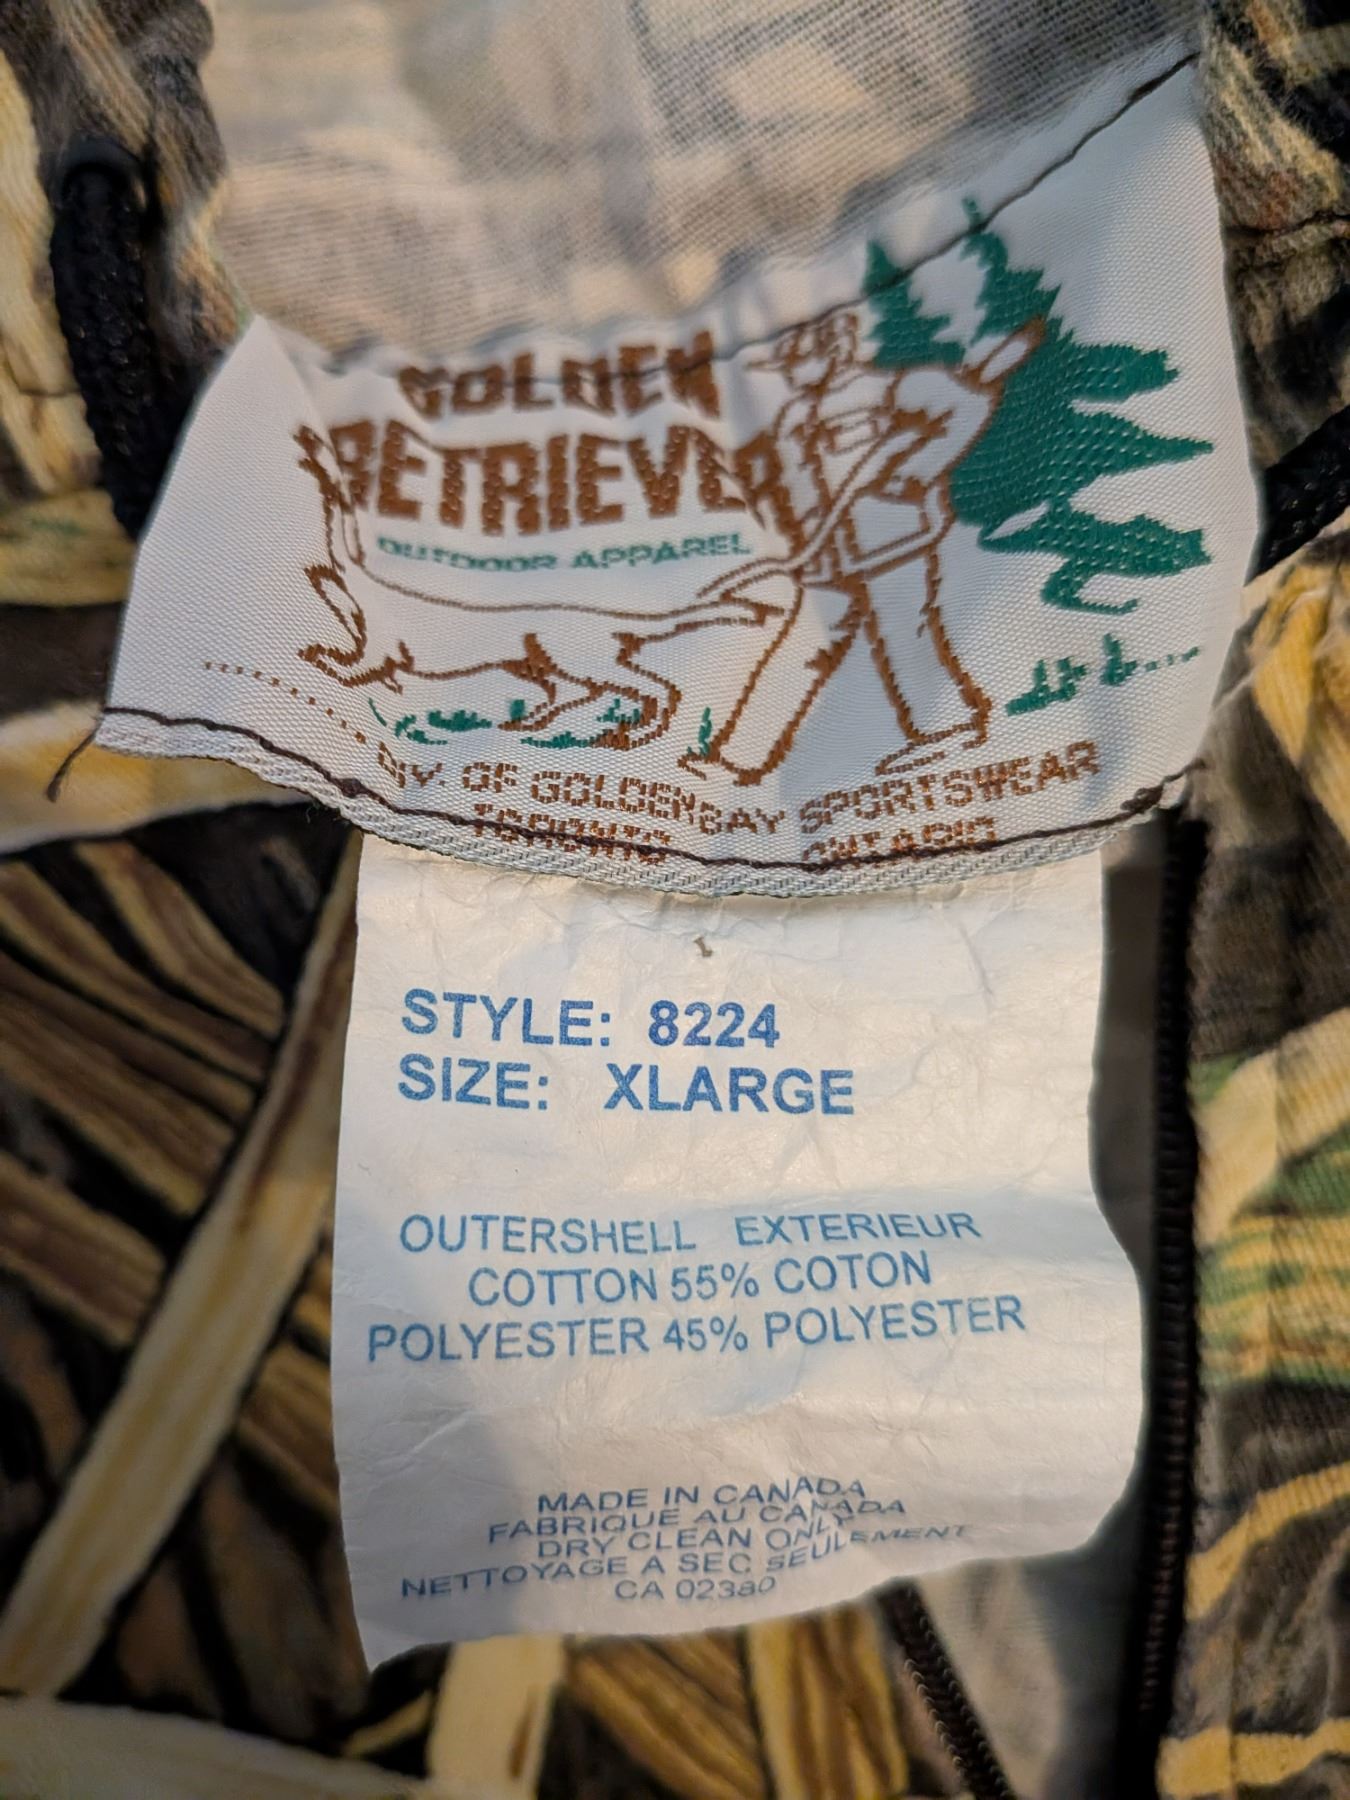 GOLDEN
RETRIEVER
OUTDOOR APPAREL
DIV. OF GOLDENBAY SPORTSWEAR
TORONTO ONTARIO
STYLE: 8224
SIZE: XLARGE
OUTERSHELL EXTERIEUR
COTTON 55% COTON
POLYESTER 45% POLYESTER
MADE IN CANADA
FABRIQUE AU CANADA
DRY CLEAN ONLY
NETTOYAGE A SEC SEULEMENT
CA 02380